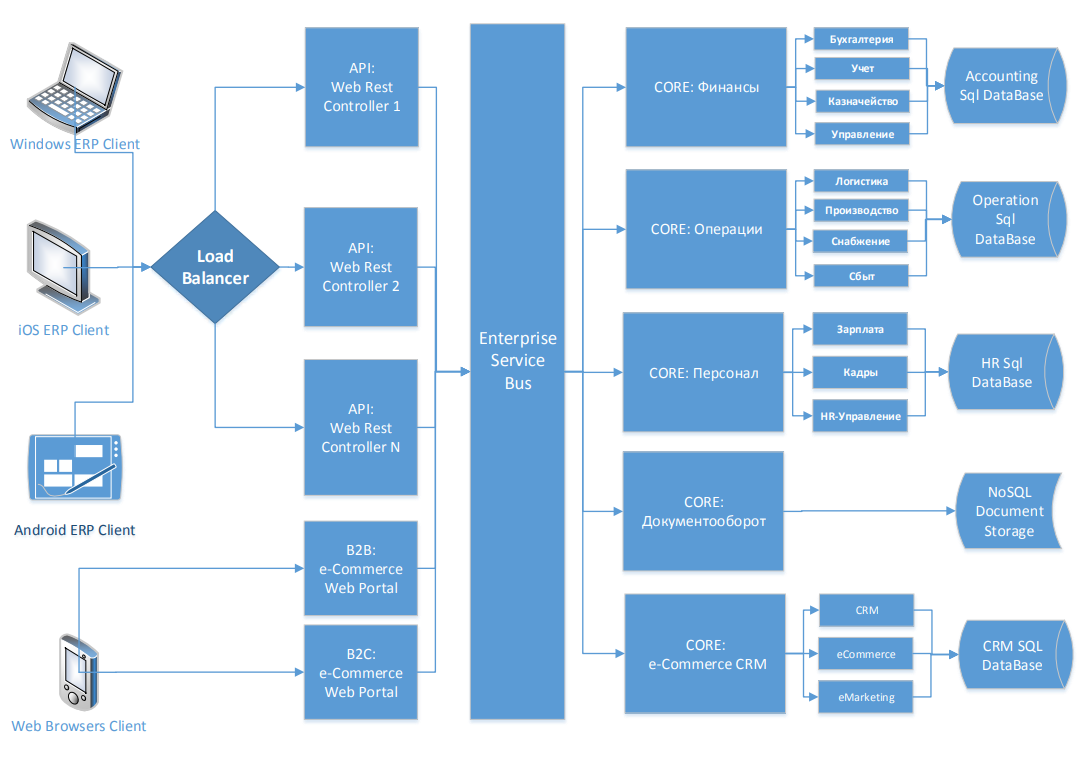 Windows ERP Client
iOS ERP Client
Android ERP Client
Web Browsers Client
Load
Balancer
API:
Web Rest
Controller 1
API:
Web Rest
Controller 2
API:
Web Rest
Controller N
B2B:
e-Commerce
Web Portal
B2C:
e-Commerce
Web Portal
Enterprise
Service
Bus
CORE: Финансы
Бухгалтерия
Учет
Казначейство
Управление
Accounting
Sql DataBase
CORE: Операции
Логистика
Производство
Снабжение
Сбыт
Operation
Sql
DataBase
CORE: Персонал
Зарплата
Кадры
HR-Управление
HR Sql
DataBase
CORE:
Документооборот
NoSQL
Document
Storage
CORE:
e-Commerce CRM
CRM
eCommerce
eMarketing
CRM SQL
DataBase